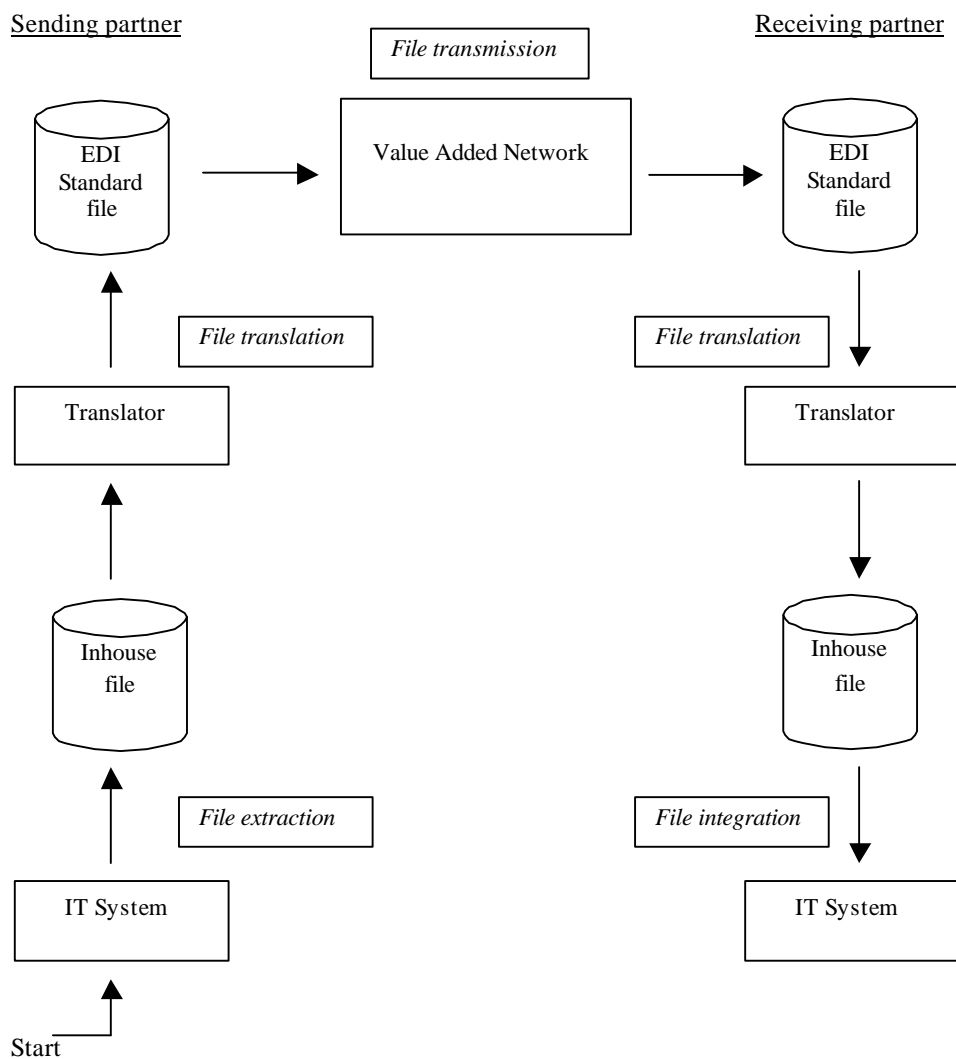 Sending partner
Receiving partner
File transmission
EDI
Standard
file
Value Added Network
EDI
Standard
file
File translation
File translation
Translator
Translator
Inhouse
file
Inhouse
file
File extraction
File integration
IT System
IT System
Start